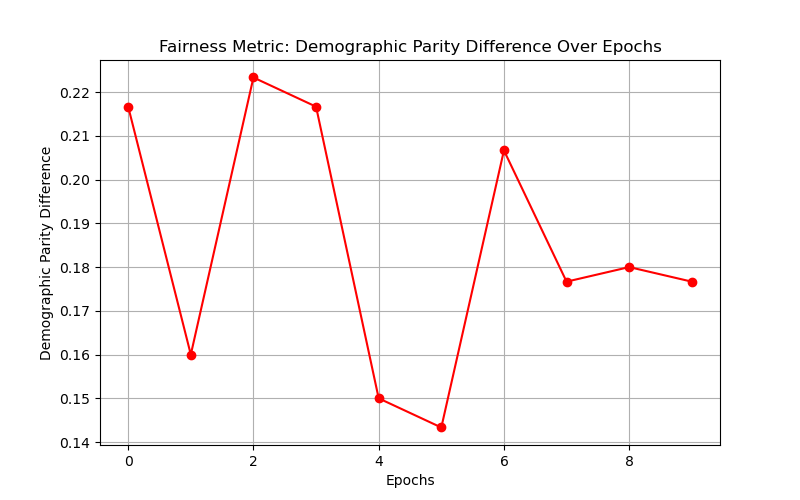 Fairness Metric: Demographic Parity Difference Over Epochs
Demographic Parity Difference
0.22
0.21
0.20
0.19
0.18
0.17
0.16
0.15
0.14
0 2 4 6 8
Epochs